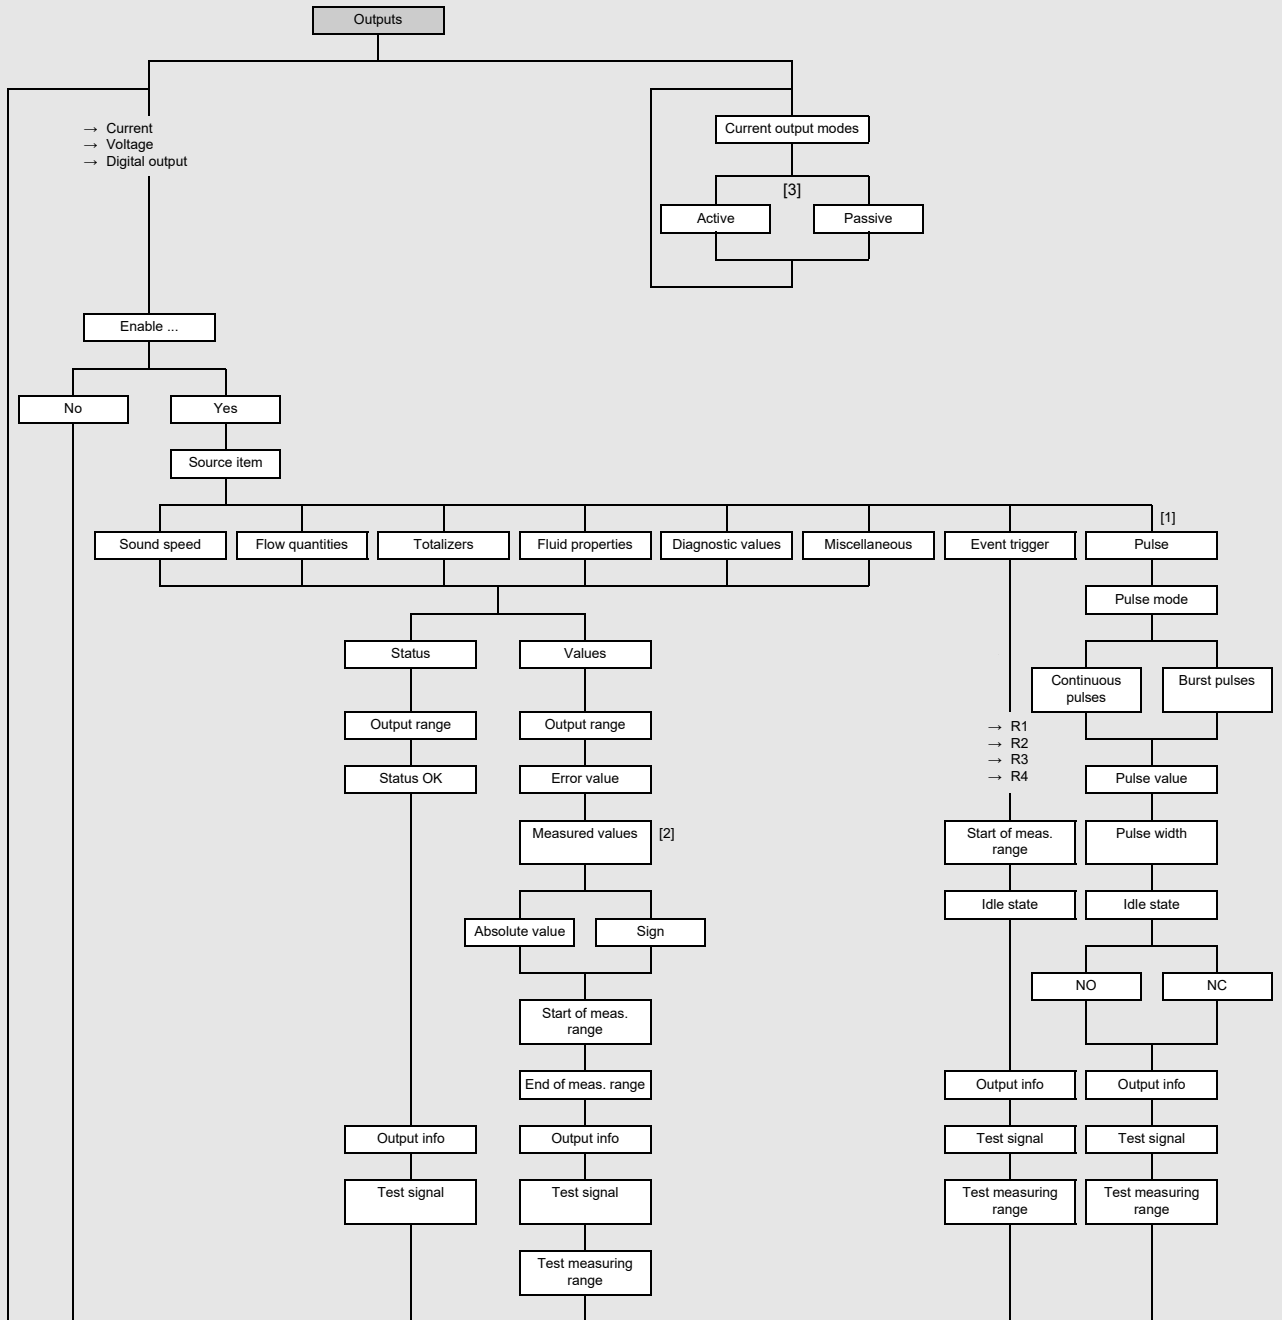 Outputs
→ Current
→ Voltage
→ Digital output
Current output modes
[3]
Active
Passive
Enable ...
No
Yes
Source item
[1]
Sound speed
Flow quantities
Totalizers
Fluid properties
Diagnostic values
Miscellaneous
Event trigger
Pulse
Pulse mode
Status
Values
Continuous
pulses
Burst pulses
Output range
Output range
→ R1
→ R2
→ R3
→ R4
Status OK
Error value
Pulse value
Measured values
[2]
Start of meas.
range
Pulse width
Idle state
Idle state
Absolute value
Sign
NO
NC
Start of meas.
range
End of meas. range
Output info
Output info
Output info
Output info
Test signal
Test signal
Test signal
Test signal
Test measuring
range
Test measuring
range
Test measuring
range